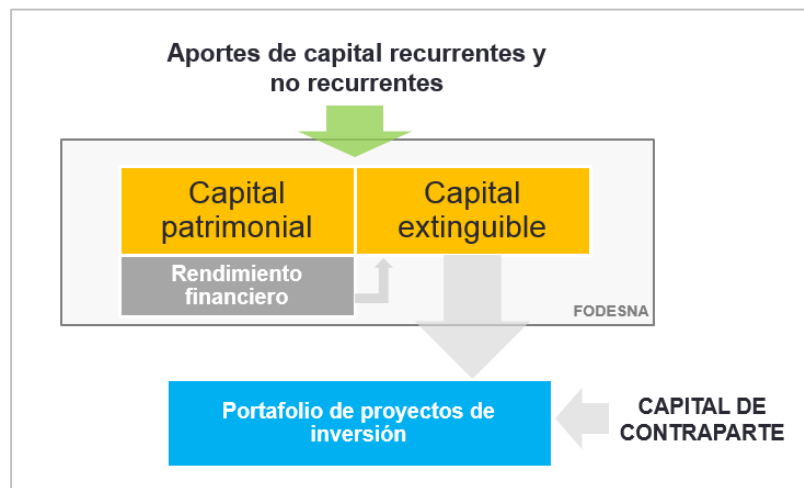 Aportes de capital recurrentes y
no recurrentes
Capital
patrimonial
Capital
extinguible
Rendimiento
financiero
FODESNA
Portafolio de proyectos de
inversión
CAPITAL DE
CONTRAPARTE